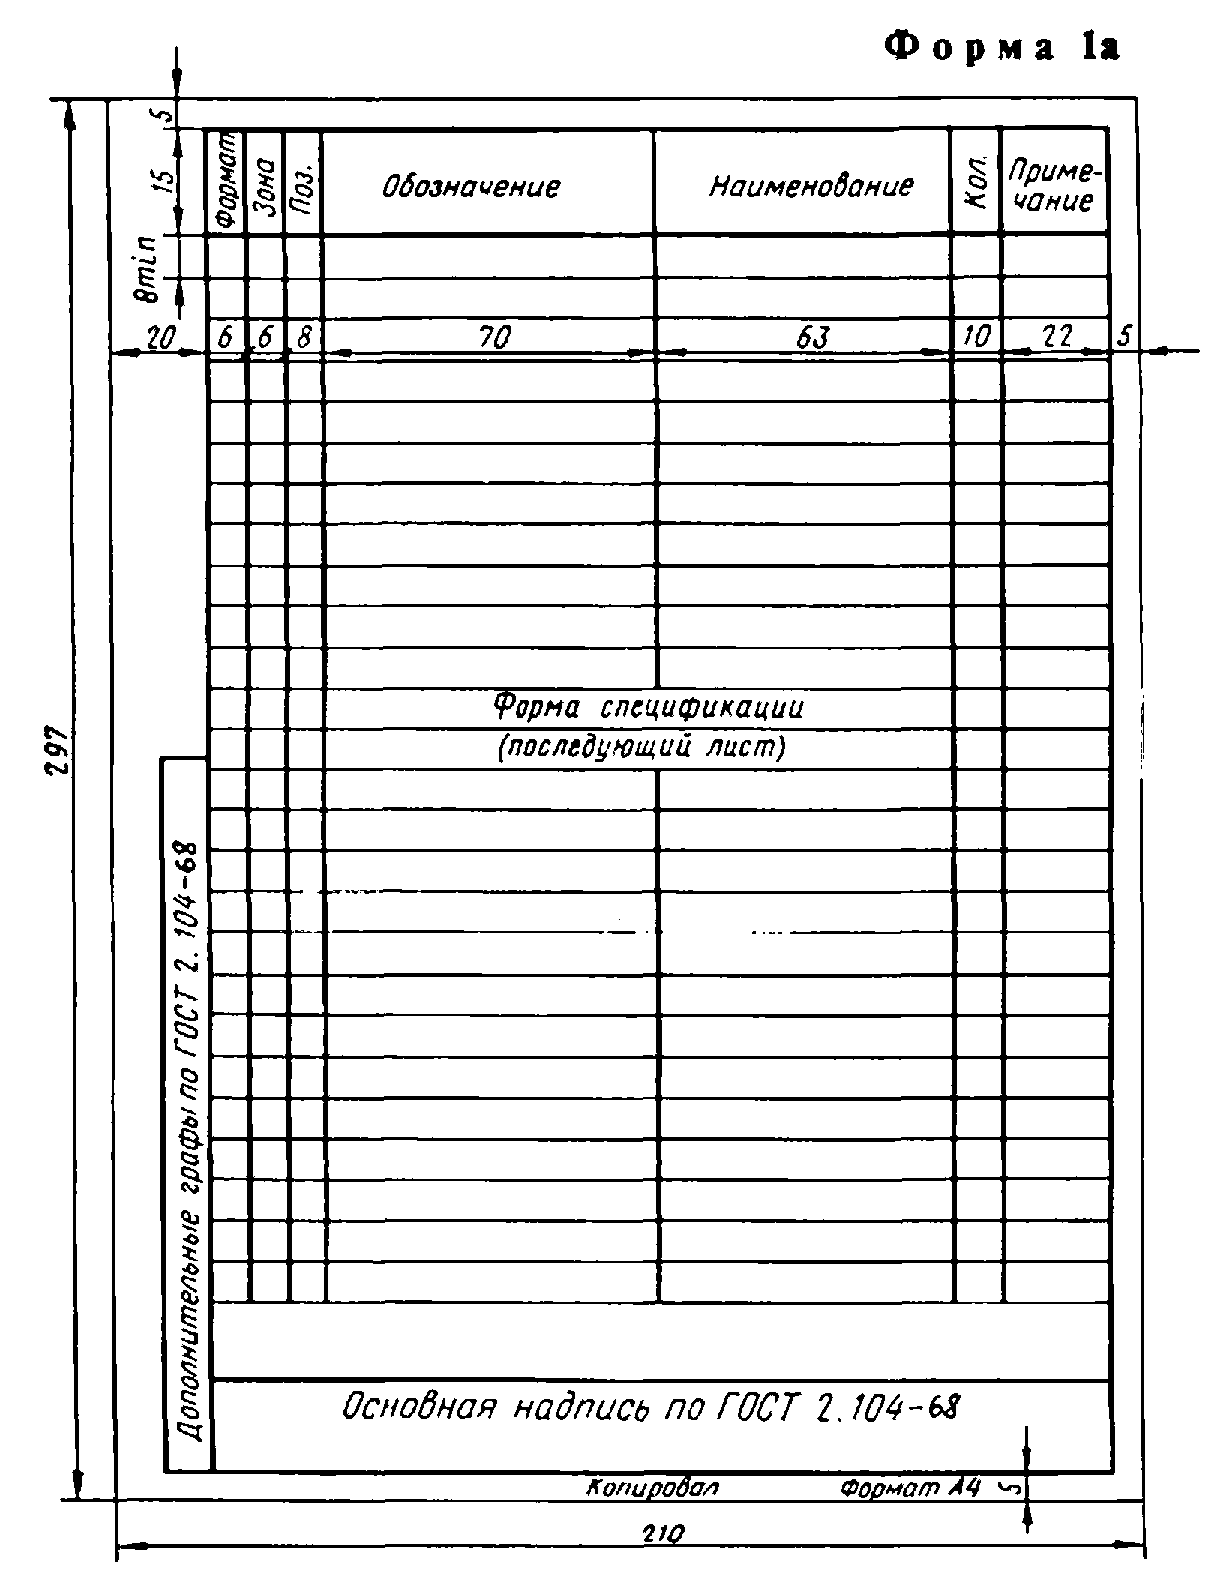 Форма 1а
5
15
8min
Формат
Зона
Поз.
Обозначение
Наименование
Кол.
Приме-
чание
20
6
6
8
70
63
10
22
5
Форма спецификации
(последующий лист)
297
Дополнительные графы по ГОСТ 2.104-68
Основная надпись по ГОСТ 2.104-68
Копировал
Формат А4
5
210